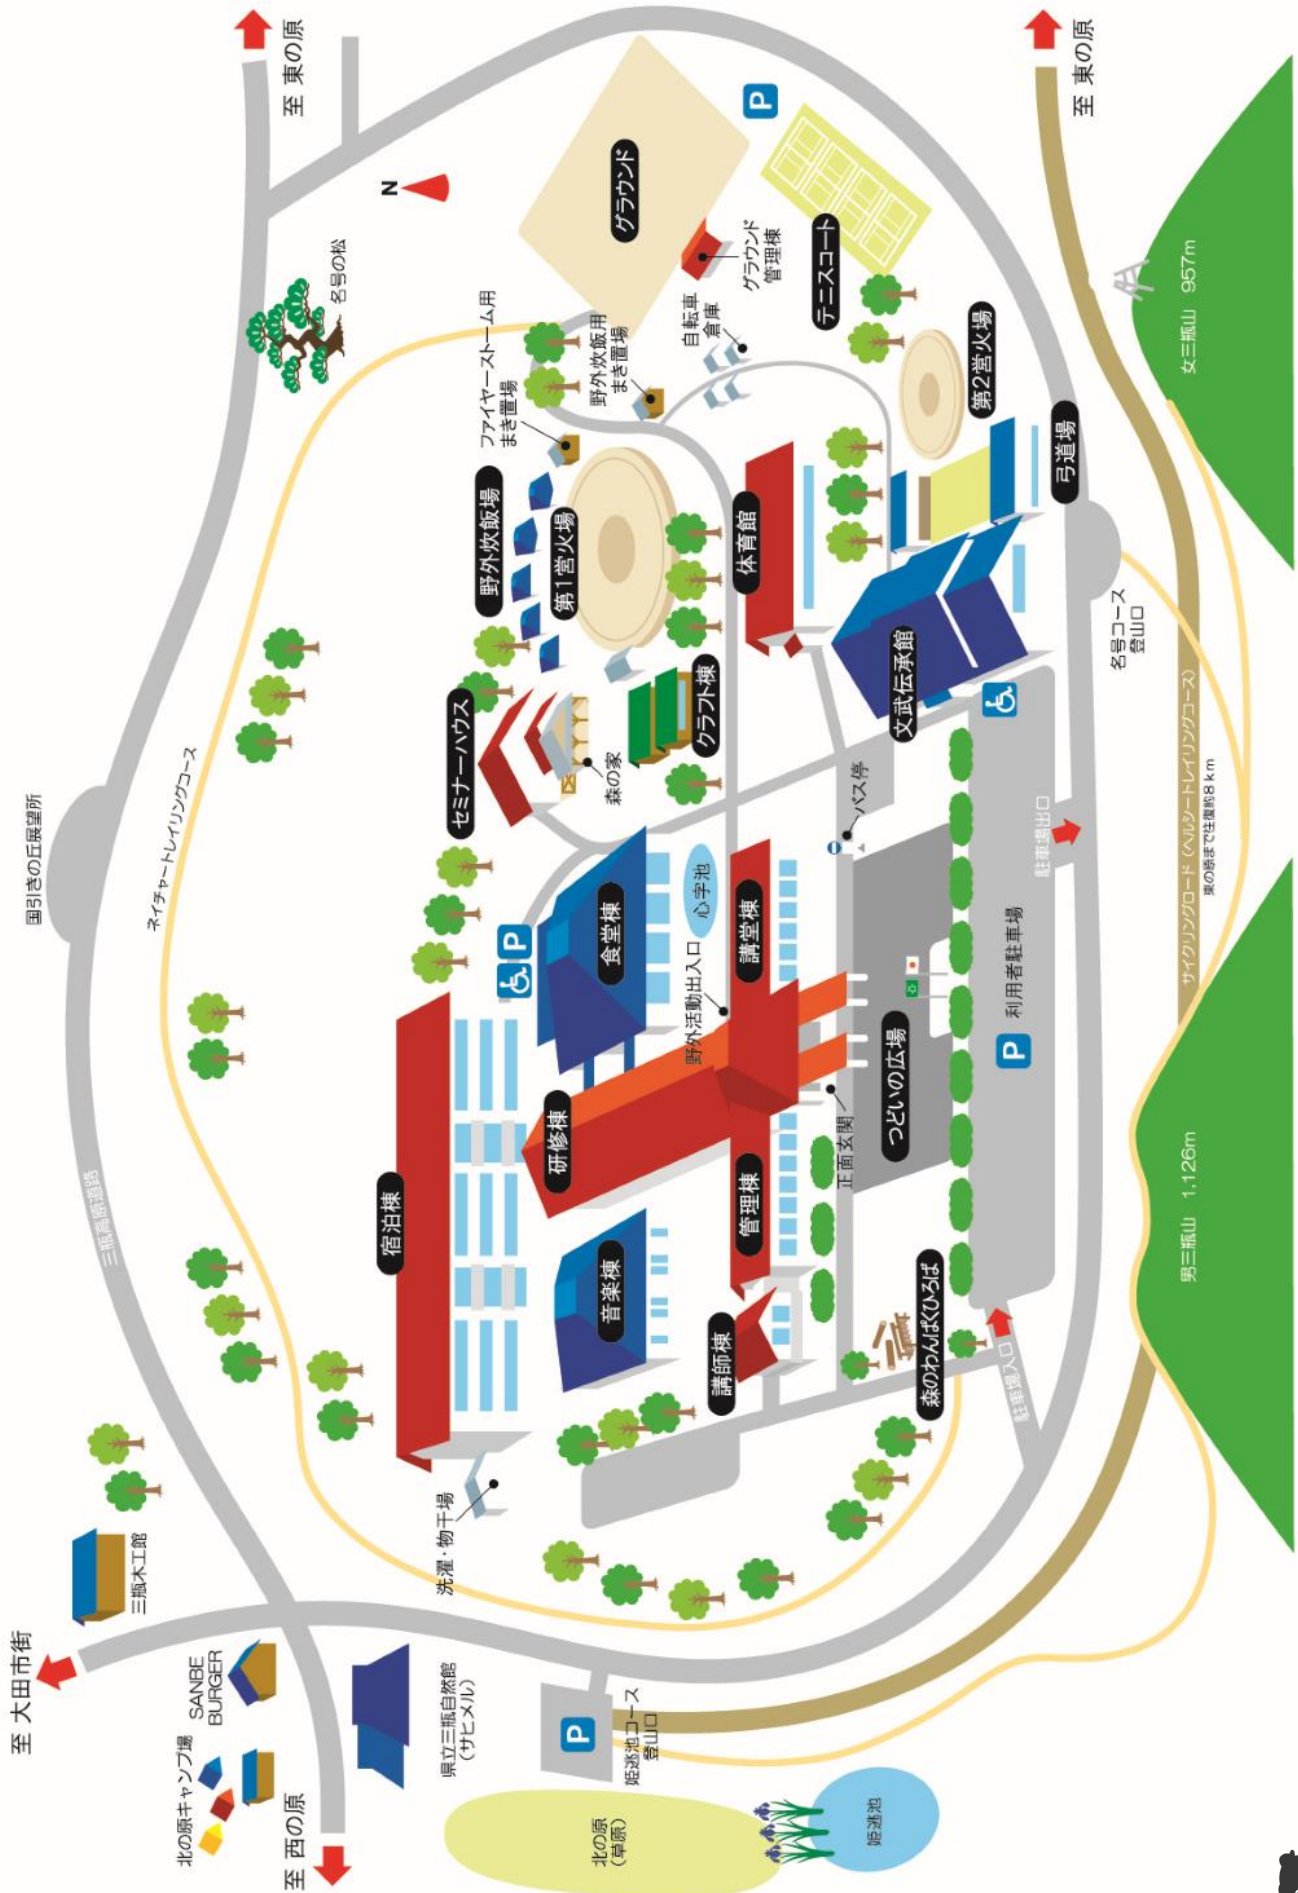 至 大田市街
三瓶木工館
SANBE
BURGER
北の原キャンプ場
至 西の原
県立三瓶自然館
(サヒメル)
北の原
(草原)
姫逃池
P
姫逃池コース
登山口
三瓶高原道路
国引きの丘展望所
ネイチャートレイリングコース
名号の松
至 東の原
N
宿泊棟
洗濯・物干場
研修棟
音楽棟
食堂棟
P
セミナーハウス
森の家
クラフト棟
野外炊飯場
第1営火場
ファイヤーストーム用
まき置場
野外炊飯用
まき置場
グラウンド
グラウンド
管理棟
自転車
倉庫
P
テニスコート
第2営火場
弓道場
体育館
文武伝承館
心字池
講堂棟
野外活動出入口
管理棟
講師棟
正面玄関
つどいの広場
バス停
森のわんぱくひろば
P
利用者駐車場
駐車場入口
駐車場出口
名号コース
登山口
サイクリングロード(ヘルシートレイリングコース)
東の原まで往復約8km
至 東の原
男三瓶山 1,126m
女三瓶山 957m